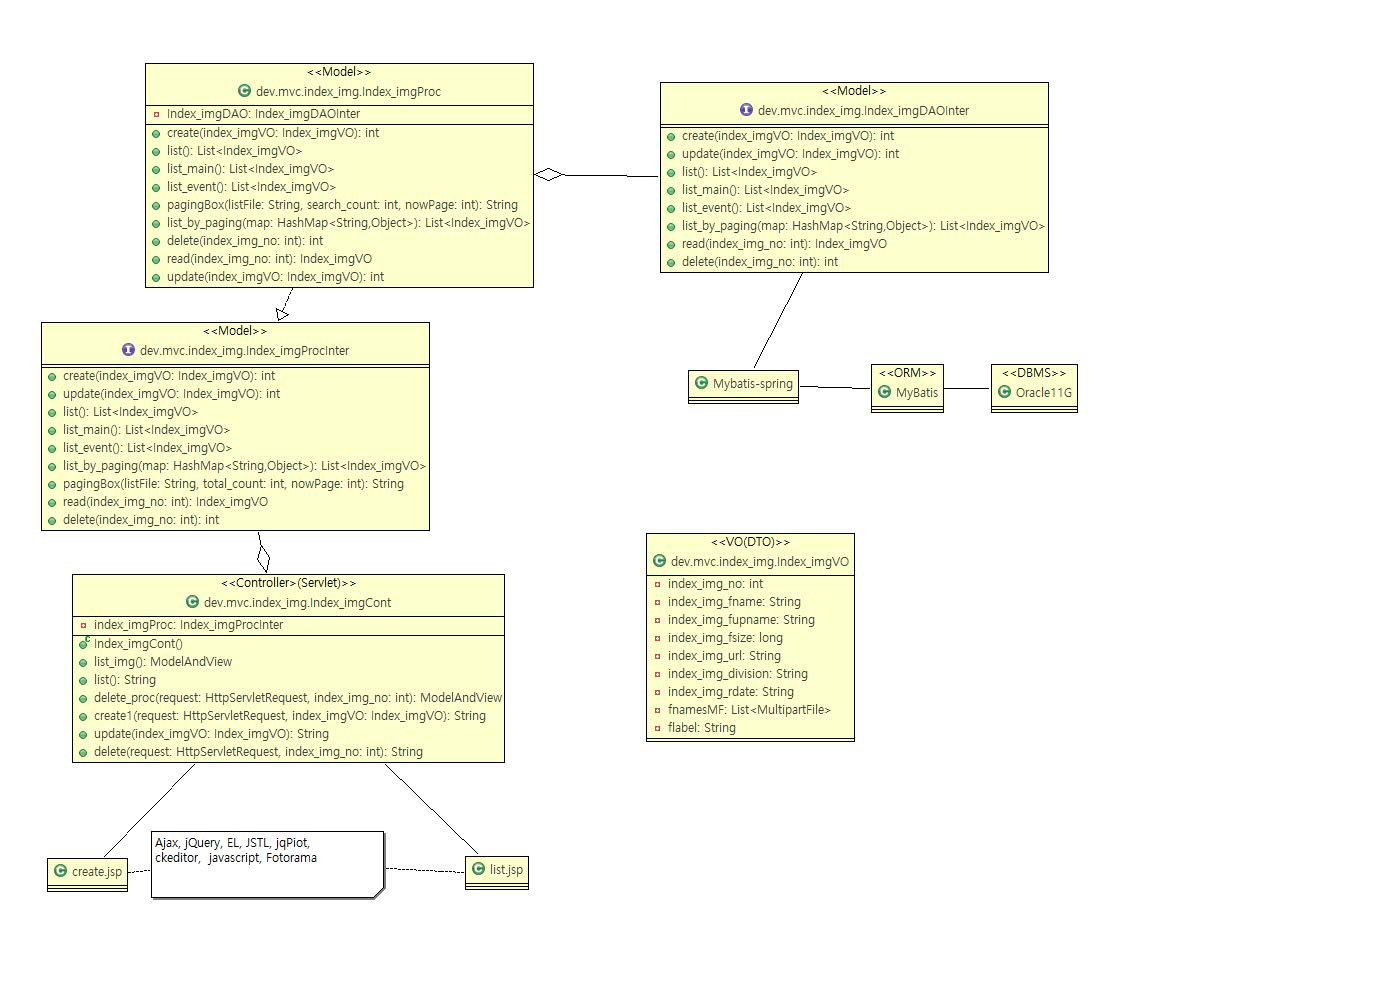 <<Model>>
dev.mvc.index_img.Index_imgProc
Index_imgDAO: Index_imgDAOInter
create(index_imgVO: Index_imgVO): int
list(): List<Index_imgVO>
list_main(): List<Index_imgVO>
list_event(): List<Index_imgVO>
pagingBox(listFile: String, search_count: int, nowPage: int): String
list_by_paging(map: HashMap<String,Object>): List<Index_imgVO>
delete(index_img_no: int): int
read(index_img_no: int): Index_imgVO
update(index_imgVO: Index_imgVO): int
<<Model>>
dev.mvc.index_img.Index_imgDAOInter
create(index_imgVO: Index_imgVO): int
update(index_imgVO: Index_imgVO): int
list(): List<Index_imgVO>
list_main(): List<Index_imgVO>
list_event(): List<Index_imgVO>
list_by_paging(map: HashMap<String,Object>): List<Index_imgVO>
read(index_img_no: int): Index_imgVO
delete(index_img_no: int): int
<<Model>>
dev.mvc.index_img.Index_imgProcInter
create(index_imgVO: Index_imgVO): int
update(index_imgVO: Index_imgVO): int
list(): List<Index_imgVO>
list_main(): List<Index_imgVO>
list_event(): List<Index_imgVO>
list_by_paging(map: HashMap<String,Object>): List<Index_imgVO>
pagingBox(listFile: String, total_count: int, nowPage: int): String
read(index_img_no: int): Index_imgVO
delete(index_img_no: int): int
Mybatis-spring
<<ORM>>
MyBatis
<<DBMS>>
Oracle11G
<<Controller>(Servlet)>>
dev.mvc.index_img.Index_imgCont
index_imgProc: Index_imgProcInter
Index_imgCont()
list_img(): ModelAndView
list(): String
delete_proc(request: HttpServletRequest, index_img_no: int): ModelAndView
create1(request: HttpServletRequest, index_imgVO: Index_imgVO): String
update(index_imgVO: Index_imgVO): String
delete(request: HttpServletRequest, index_img_no: int): String
<<VO(DTO)>>
dev.mvc.index_img.Index_imgVO
index_img_no: int
index_img_fname: String
index_img_fupname: String
index_img_fsize: long
index_img_url: String
index_img_division: String
index_img_rdate: String
fnamesMF: List<MultipartFile>
flabel: String
create.jsp
Ajax, jQuery, EL, JSTL, jqPiot,
ckeditor,  javascript, Fotorama
list.jsp